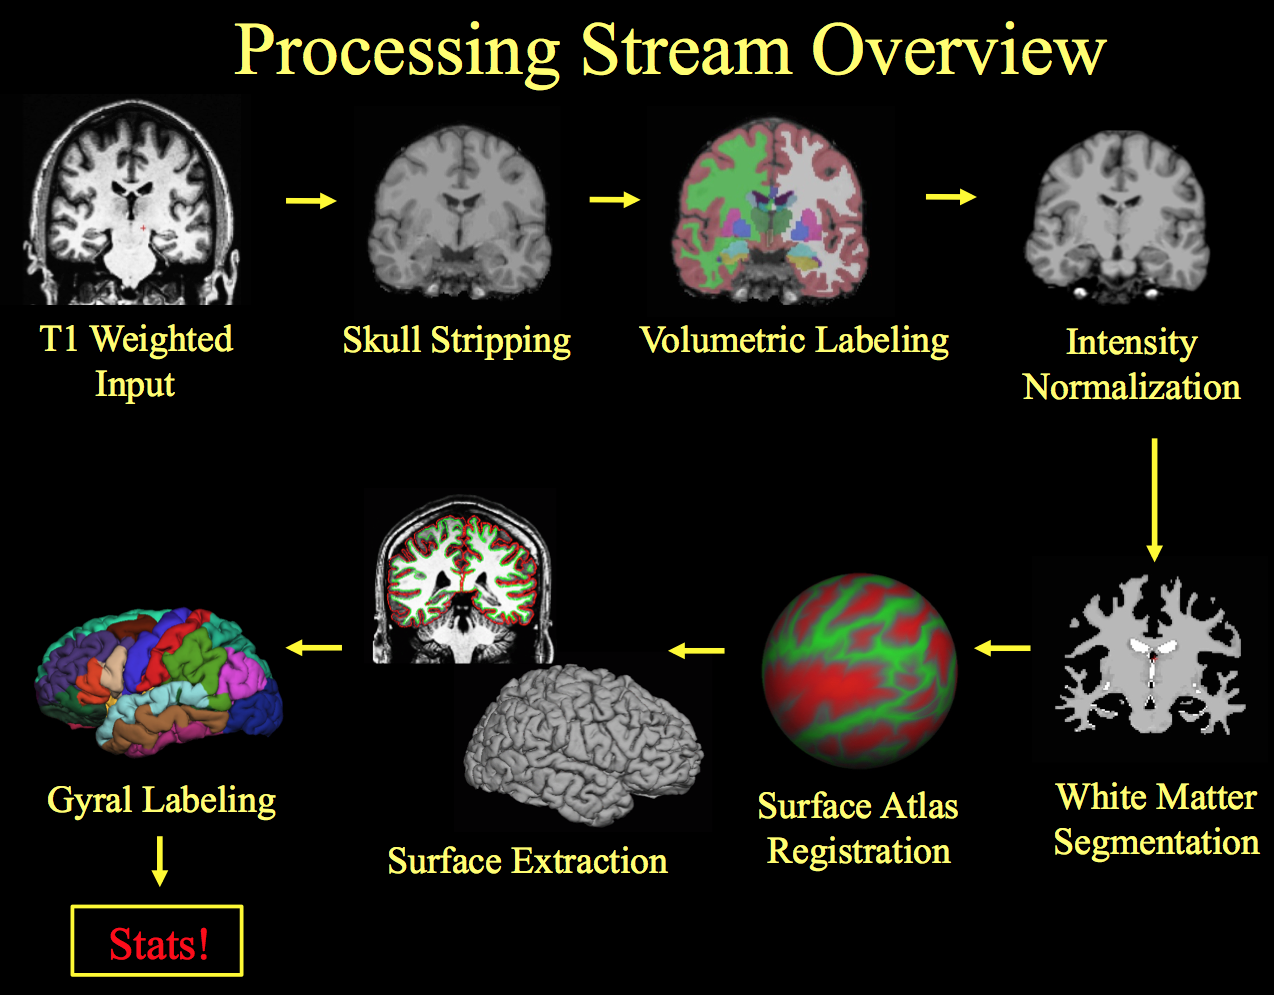 Processing Stream Overview
T1 Weighted
Input
Skull Stripping
Volumetric Labeling
Intensity
Normalization
White Matter
Segmentation
Surface Atlas
Registration
Surface Extraction
Gyral Labeling
Stats!